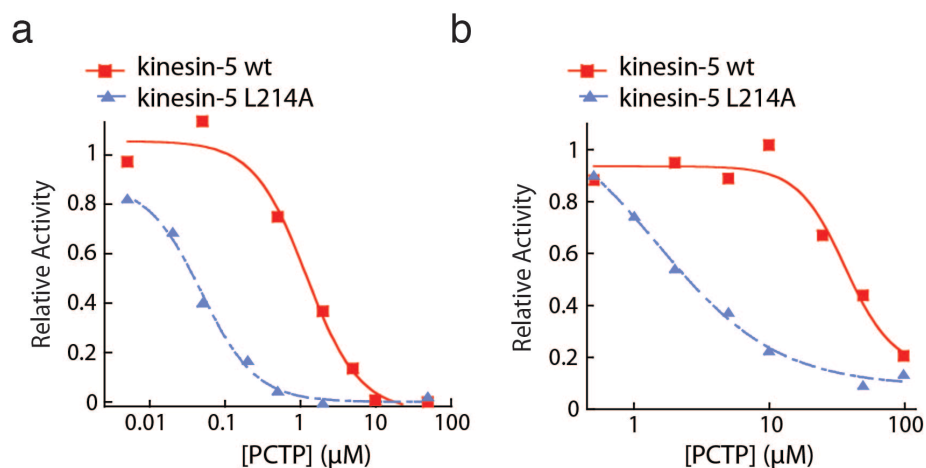 a
kinesin-5 wt
kinesin-5 L214A
Relative Activity
1
0.8
0.6
0.4
0.2
0
0.01 0.1 1 10 100
[PCTP] (µM)
b
kinesin-5 wt
kinesin-5 L214A
Relative Activity
1
0.8
0.6
0.4
0.2
0
1 10 100
[PCTP] (µM)